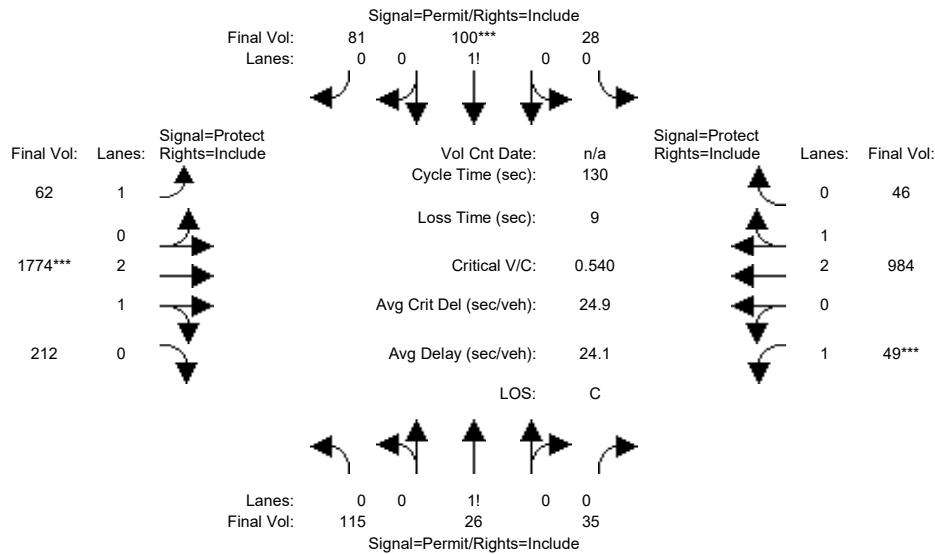 Signal=Permit/Rights=Include
Final Vol: 81 100*** 28
Lanes: 0 0 1! 0 0
Signal=Protect Signal=Protect
Final Vol: Lanes: Rights=Include Vol Cnt Date: n/a Rights=Include Lanes: Final Vol:
Cycle Time (sec): 130
62 1 0 46
Loss Time (sec): 9
0 1
1774*** 2 Critical V/C: 0.540 2 984
1 Avg Crit Del (sec/veh): 24.9 0
212 0 Avg Delay (sec/veh): 24.1 1 49***
LOS: C
Lanes: 0 0 1! 0 0
Final Vol: 115 26 35
Signal=Permit/Rights=Include